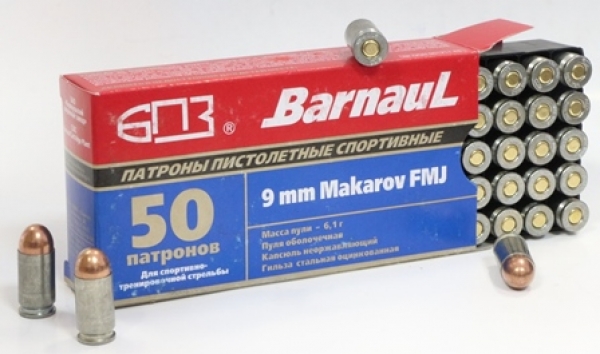 БПЗ ®
Barnaul
ПАТРОНЫ ПИСТОЛЕТНЫЕ СПОРТИВНЫЕ
50
патронов
Для спортивно-
тренировочной стрельбы
9 mm Makarov FMJ
Масса пули – 6,1 г
Пуля оболочечная
Капсюль неоржавляющий
Гильза стальная оцинкованная